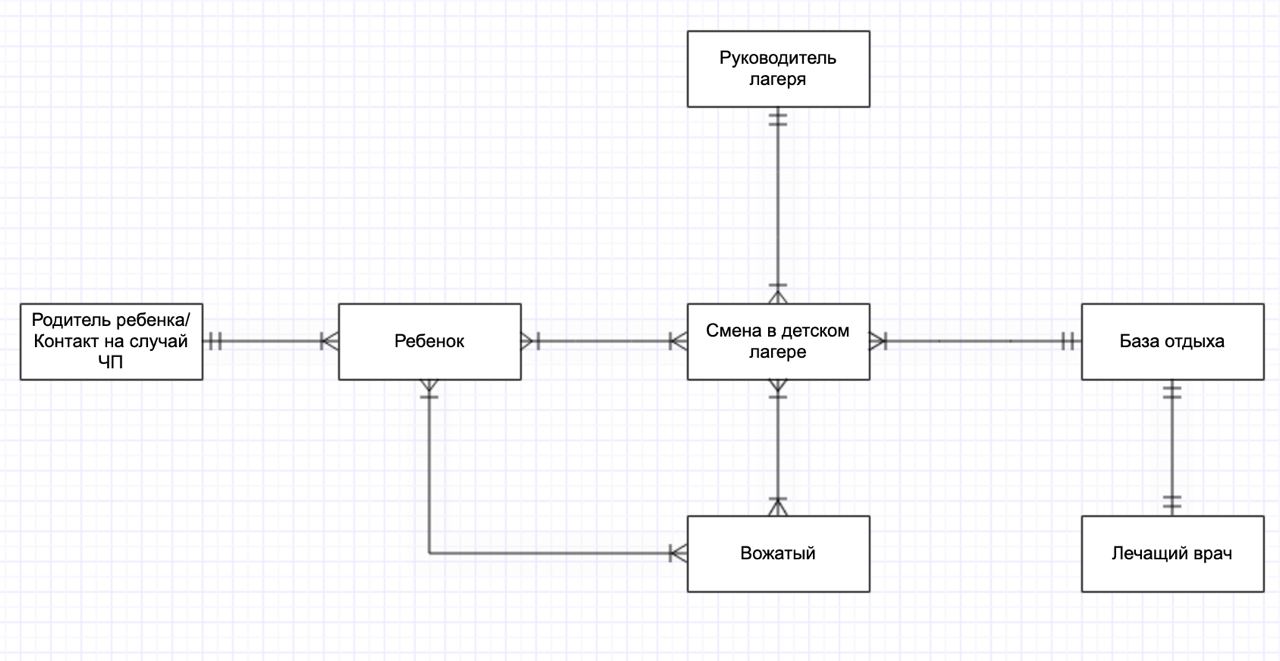 Руководитель
лагеря
Родитель ребенка/
Контакт на случай
ЧП
Ребенок
Смена в детском
лагере
База отдыха
Вожатый
Лечащий врач